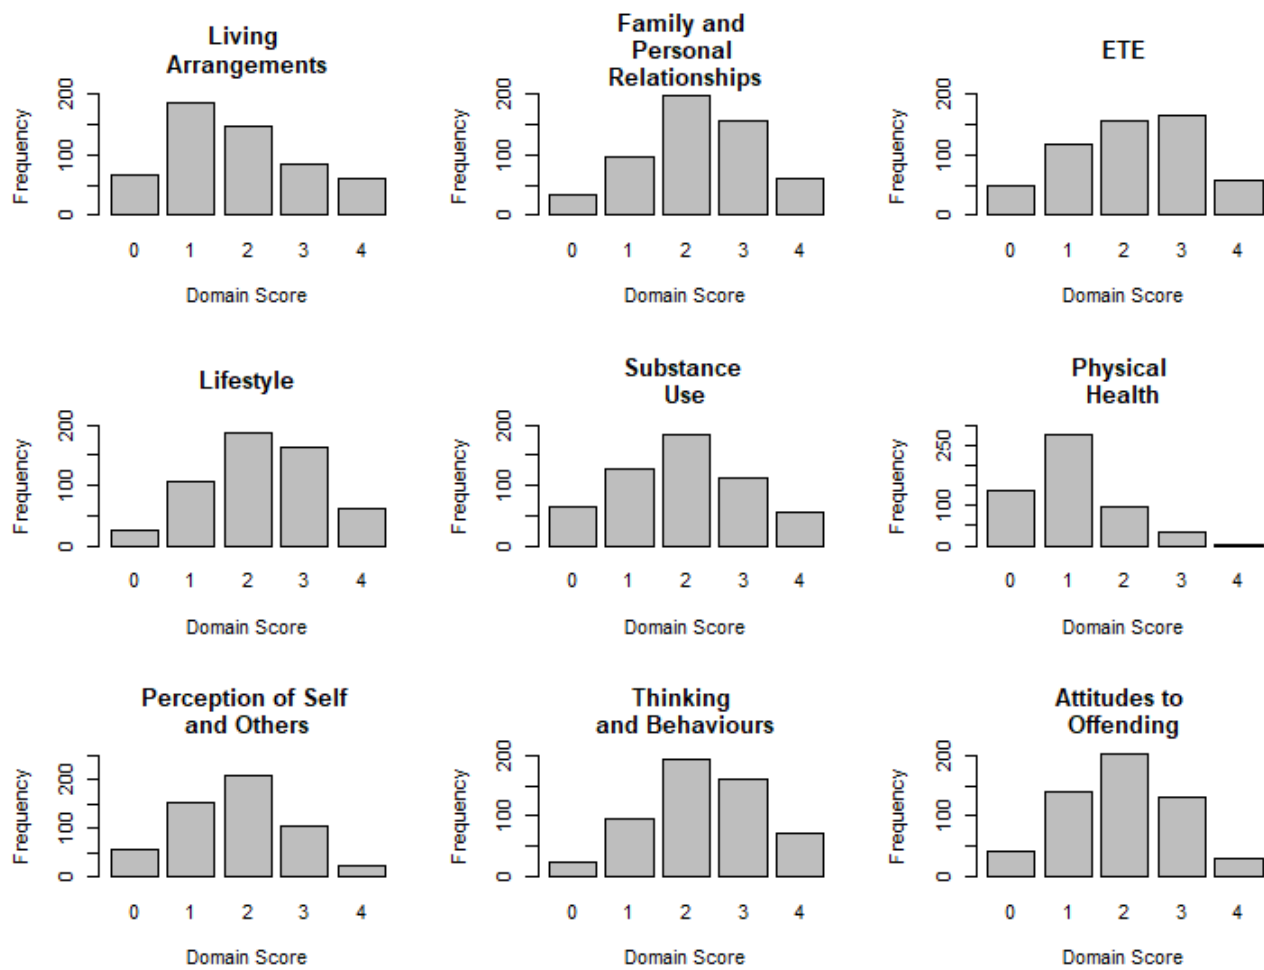 Living
Arrangements
Frequency
0 100 200
0 1 2 3 4
Domain Score
Family and
Personal
Relationships
Frequency
0 100 200
0 1 2 3 4
Domain Score
ETE
Frequency
0 100 200
0 1 2 3 4
Domain Score
Lifestyle
Frequency
0 100 200
0 1 2 3 4
Domain Score
Substance
Use
Frequency
0 100 200
0 1 2 3 4
Domain Score
Physical
Health
Frequency
0 100 250
0 1 2 3 4
Domain Score
Perception of Self
and Others
Frequency
0 100 200
0 1 2 3 4
Domain Score
Thinking
and Behaviours
Frequency
0 100 200
0 1 2 3 4
Domain Score
Attitudes to
Offending
Frequency
0 100 200
0 1 2 3 4
Domain Score